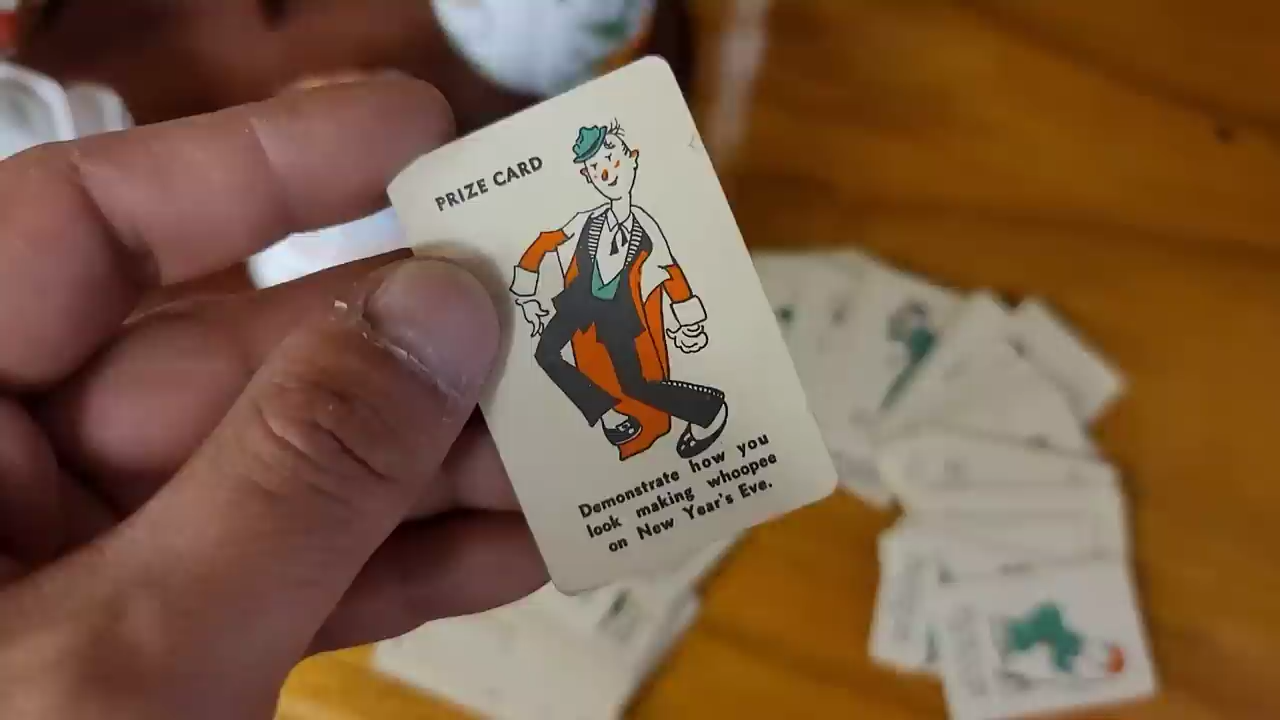 PRIZE CARD
Demonstrate how you
look making whoopee
on New Year's Eve.